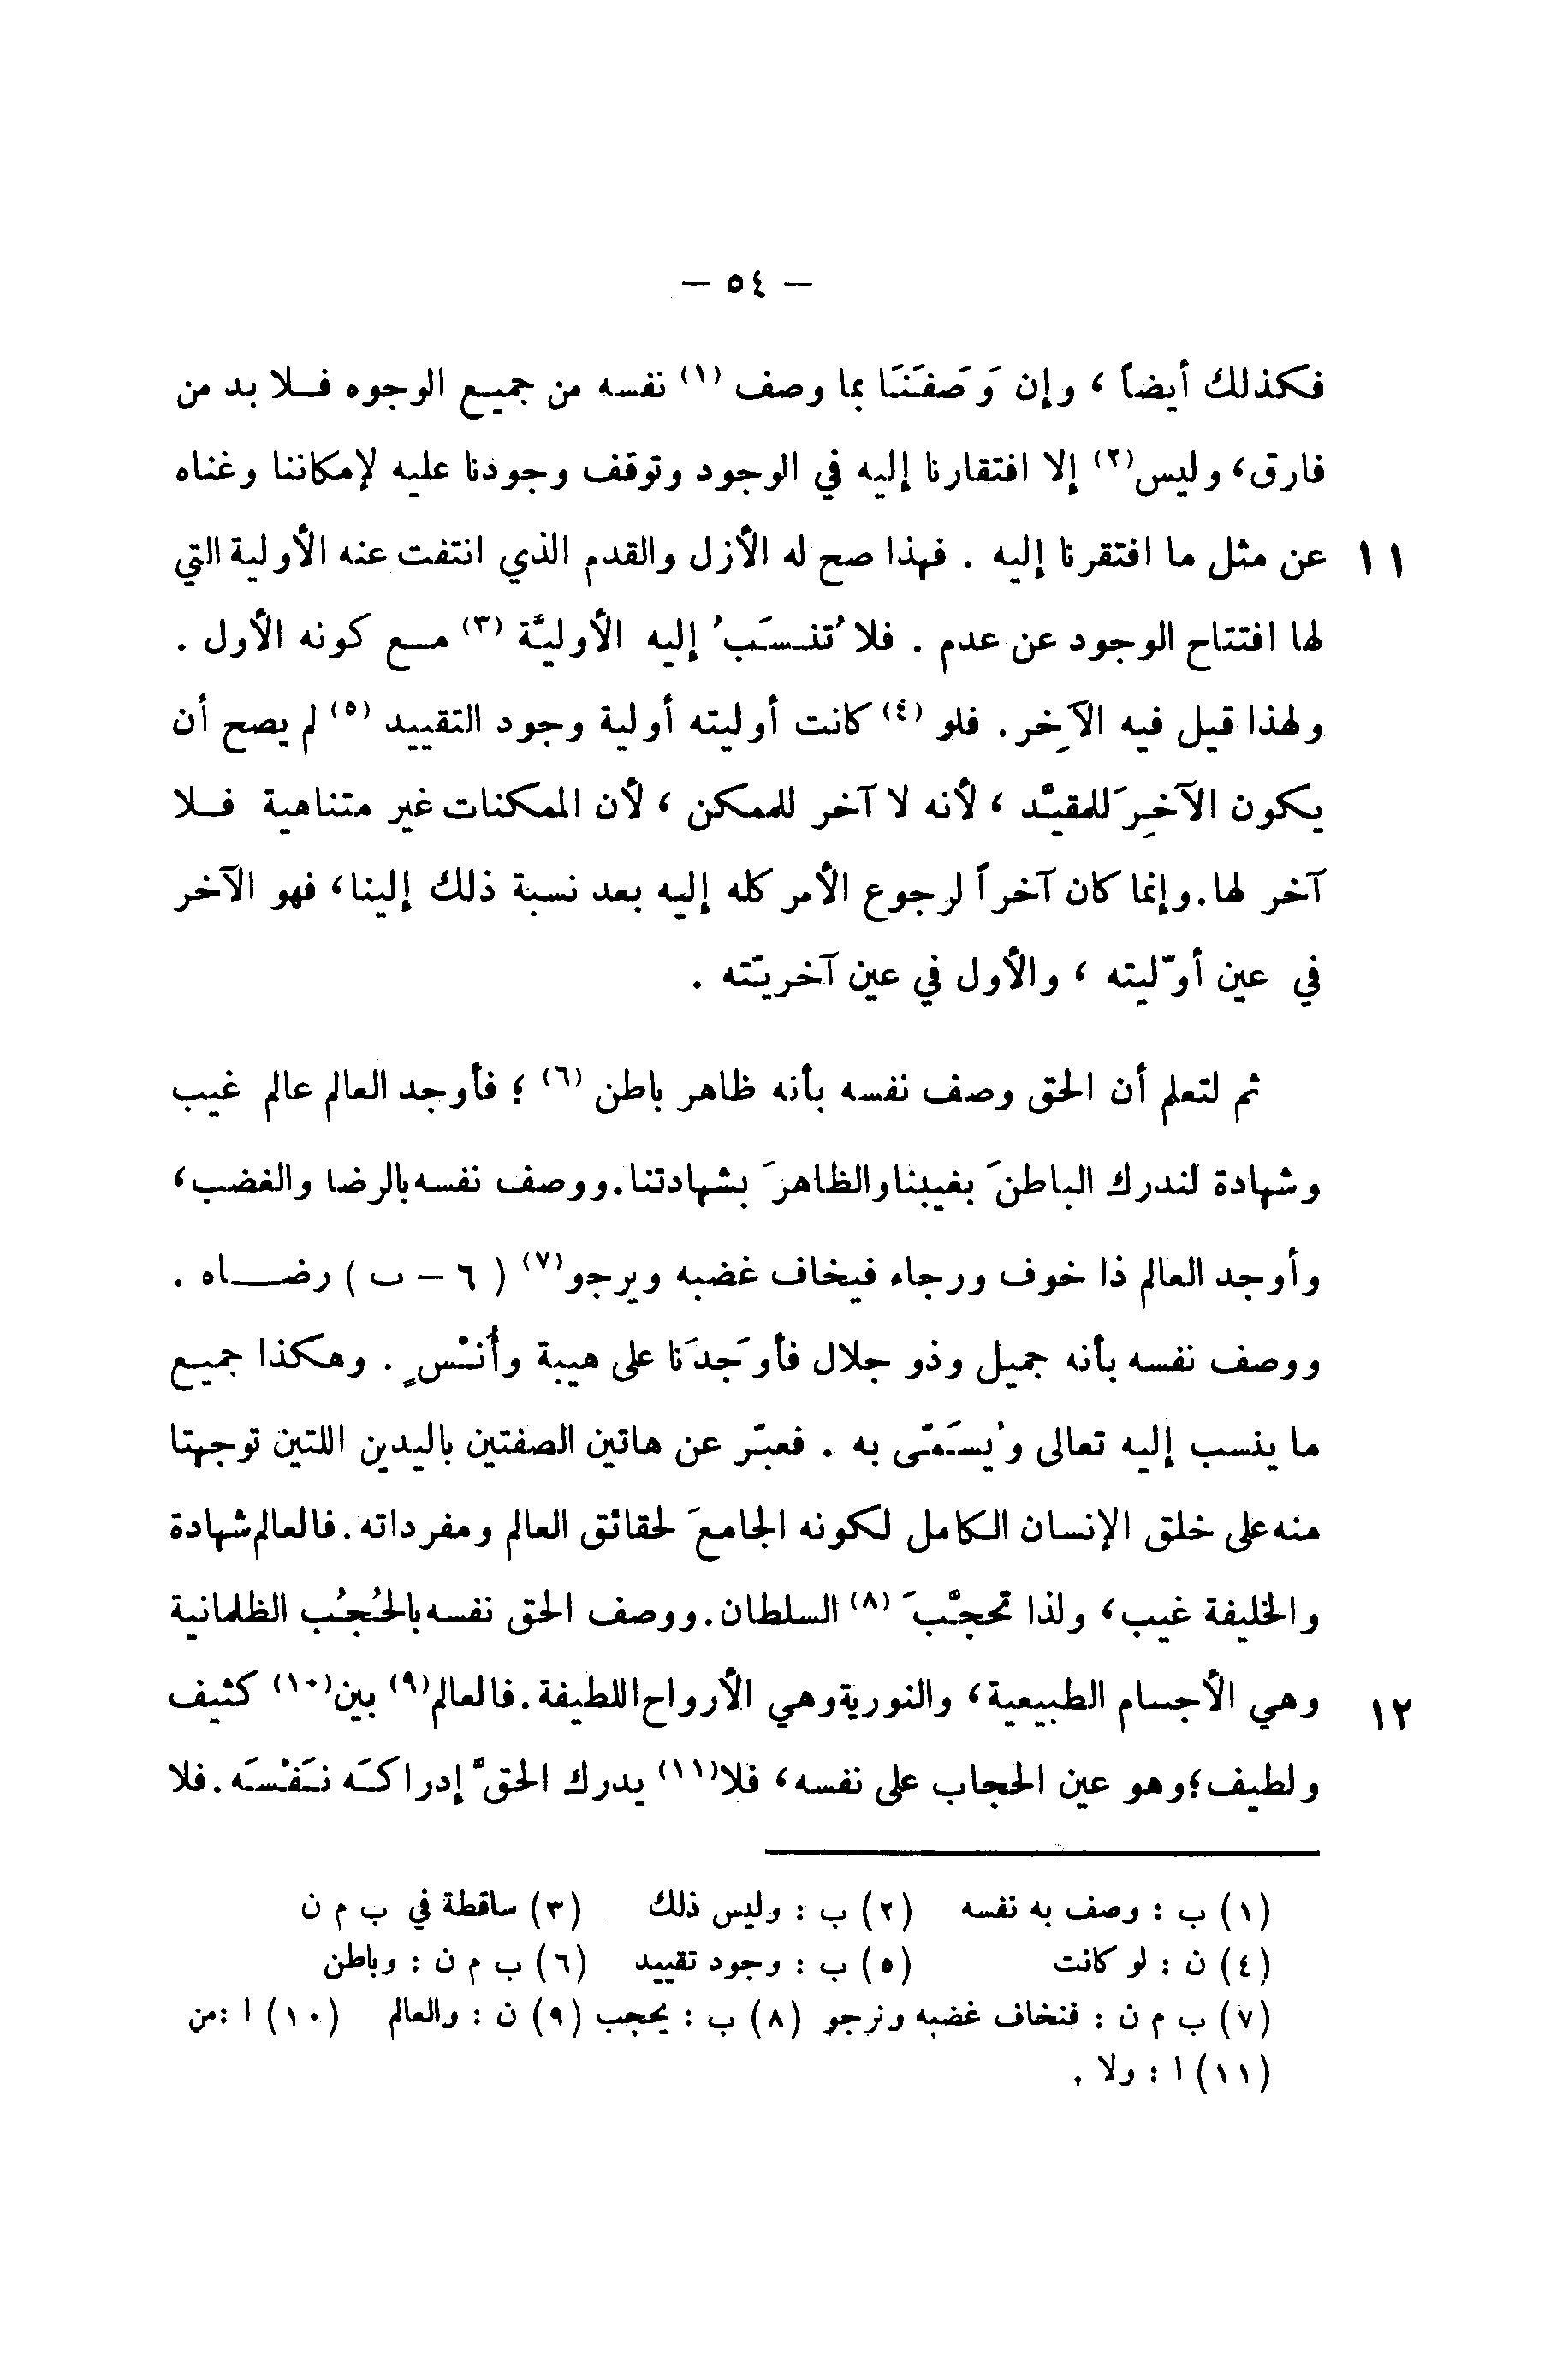 — ٥٤ —
فكذلك أيضاً ، وإن وَصَفَنَا بما وصف (١) نفسه من جميع الوجوه فلا بد من
فارق، وليس(٢) إلا افتقارنا إليه في الوجود وتوقف وجودنا عليه لإمكاننا وغناه
١١ عن مثل ما افتقرنا إليه . فبهذا صح له الأزل والقدم الذي انتفت عنه الأولية التي
لها افتتاح الوجود عن عدم . فلا تُنسَبُ إليه الأوليَّة (٣) مع كونه الأول .
ولهذا قيل فيه الآخِر . فلو (٤) كانت أوليته أولية وجود التقييد (٥) لم يصح أن
يكون الآخِرَ للمقيَّد ، لأنه لا آخر للممكن ، لأن الممكنات غير متناهية فلا
آخر لها. وإنما كان آخراً لرجوع الأمر كله إليه بعد نسبة ذلك إلينا، فهو الآخر
في عين أوّليته ، والأول في عين آخريّته .
ثم لتعلم أن الحق وصف نفسه بأنه ظاهر باطن (٦) ؛ فأوجد العالم عالم غيب
وشهادة لندرك الباطنَ بغيبنا والظاهرَ بشهادتنا. ووصف نفسه بالرضا والغضب،
وأوجد العالم ذا خوف ورجاء فيخاف غضبه ويرجو(٧) ( ٦ – ب ) رضاه .
ووصف نفسه بأنه جميل وذو جلال فأوجَدَنا على هيبة وأُنْسٍ . وهكذا جميع
ما ينسب إليه تعالى ويُسَمَّى به . فعبّر عن هاتين الصفتين باليدين اللتين توجهتا
منه على خلق الإنسان الكامل لكونه الجامعَ لحقائق العالم ومفرداته. فالعالم شهادة
والخليفة غيب، ولذا تحجَّبَ (٨) السلطان. ووصف الحق نفسه بالحُجُب الظلمانية
١٢ وهي الأجسام الطبيعية، والنورية وهي الأرواح اللطيفة. فالعالم(٩) بين(١٠) كثيف
ولطيف؛ وهو عين الحجاب على نفسه، فلا(١١) يدرك الحقَّ إدراكَه نَفْسَه. فلا
(١) ب : وصف به نفسه (٢) ب : وليس ذلك (٣) ساقطة في ب م ن
(٤) ن : لو كانت (٥) ب : وجود تقييد (٦) ب م ن : وباطن
(٧) ب م ن : فنخاف غضبه ونرجو (٨) ب : يحجب (٩) ن : والعالم (١٠) ا : من
(١١) ا : ولا .